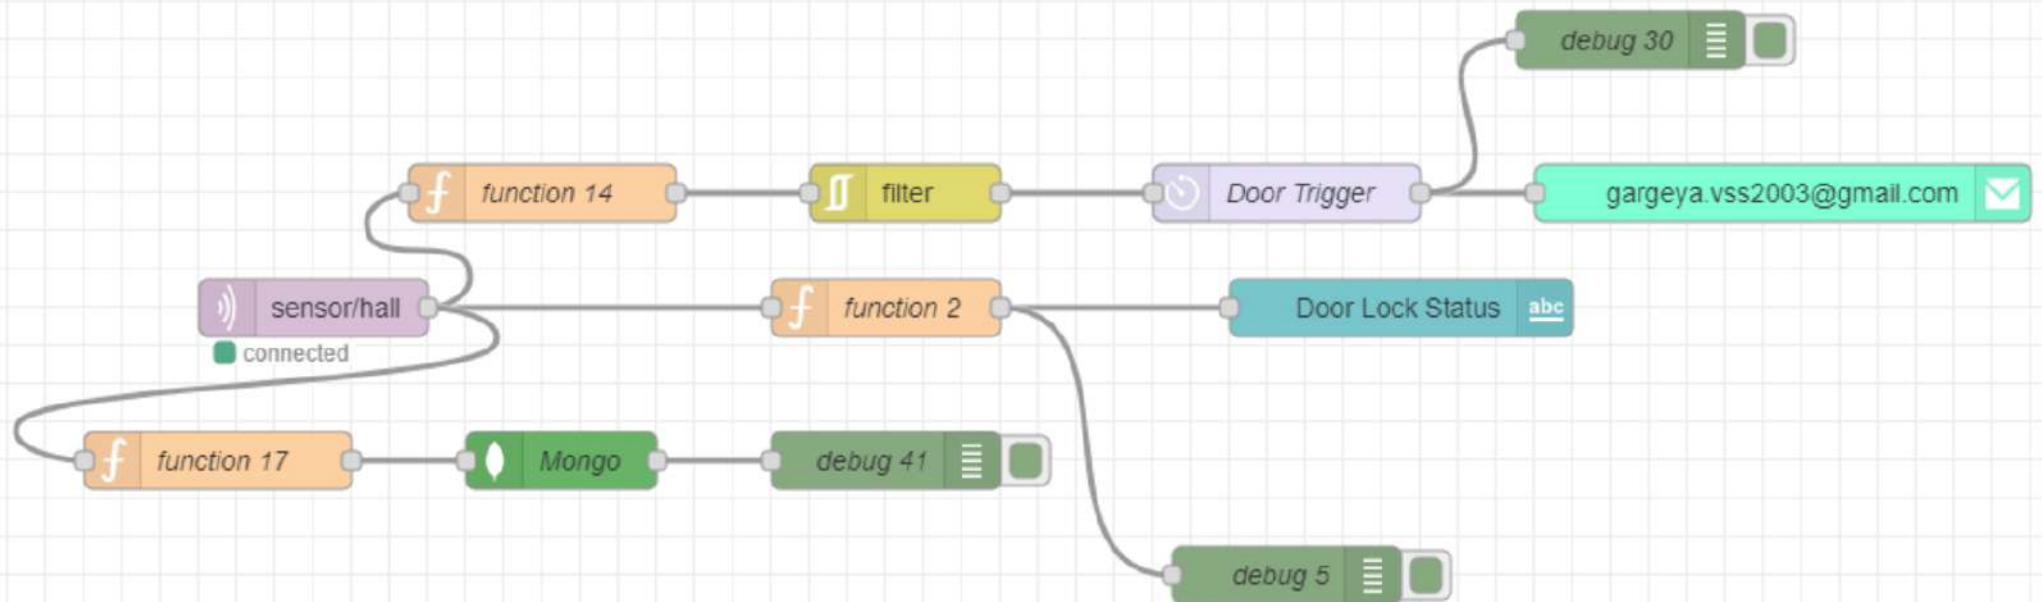 debug 30
function 14
filter
Door Trigger
gargeya.vss2003@gmail.com
sensor/hall
function 2
Door Lock Status
abc
connected
function 17
Mongo
debug 41
debug 5